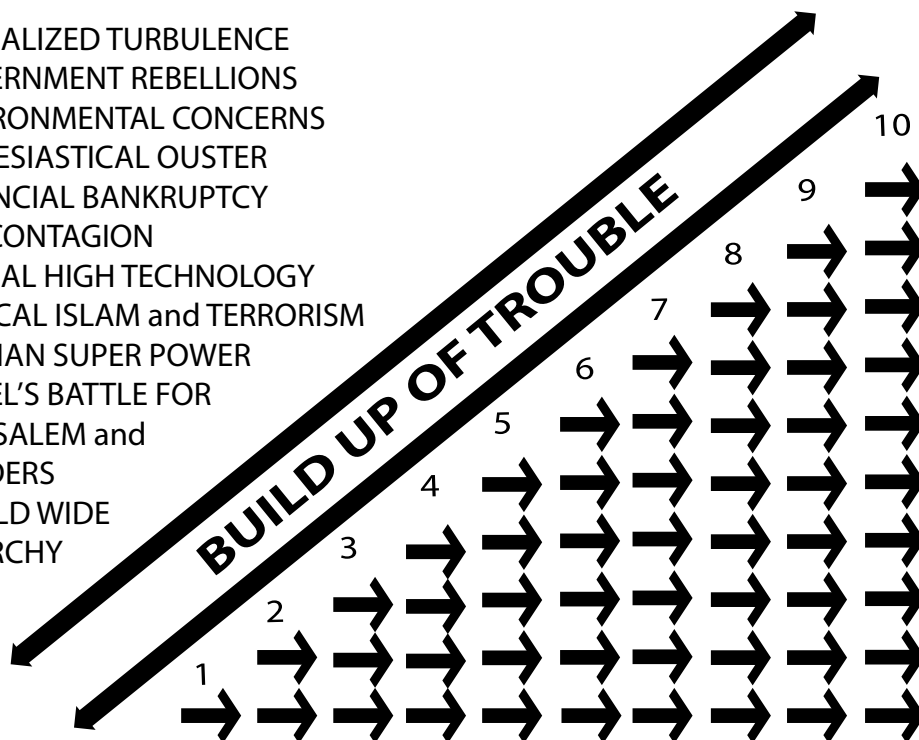 ALIZED TURBULENCE
ERNMENT REBELLIONS
RONMENTAL CONCERNS
ESIASTICAL OUSTER
NCIAL BANKRUPTCY
CONTAGION
AL HIGH TECHNOLOGY
CAL ISLAM and TERRORISM
IAN SUPER POWER
EL'S BATTLE FOR
SALEM and
DERS
LD WIDE
RCHY
BUILD UP OF TROUBLE
10
9
8
7
6
5
4
3
2
1